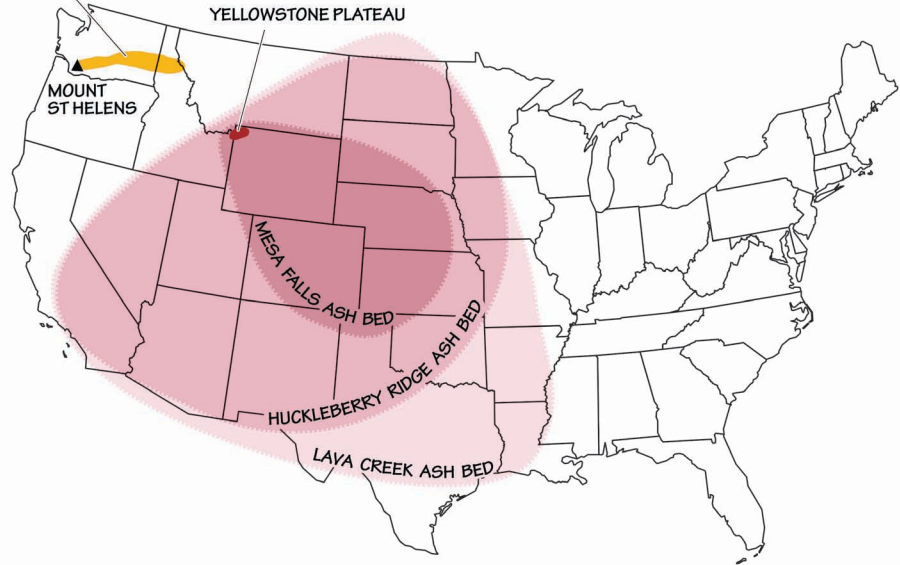 YELLOWSTONE PLATEAU
MOUNT
ST HELENS
MESA FALLS ASH BED
HUCKLEBERRY RIDGE ASH BED
LAVA CREEK ASH BED